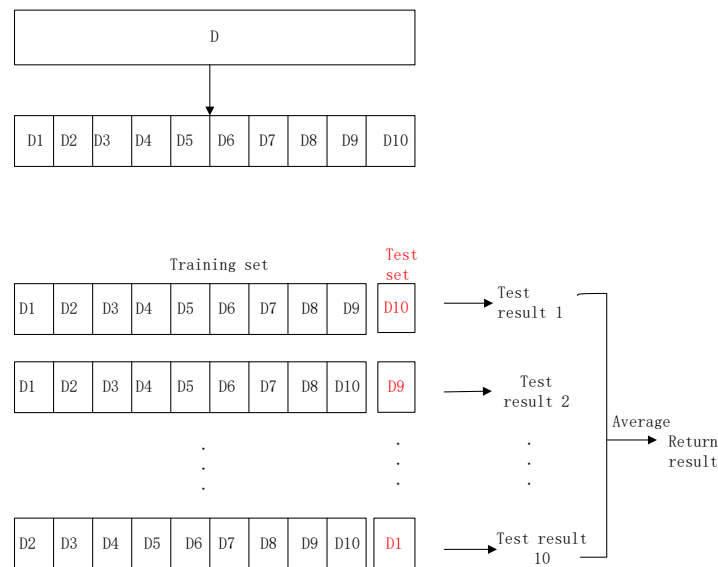 D
D1 D2 D3 D4 D5 D6 D7 D8 D9 D10
Training set
Test
set
D1 D2 D3 D4 D5 D6 D7 D8 D9 D10
Test
result 1
D1 D2 D3 D4 D5 D6 D7 D8 D10 D9
Test
result 2
Average
Return
result
. . .
. . .
. . .
D2 D3 D4 D5 D6 D7 D8 D9 D10 D1
Test result
10